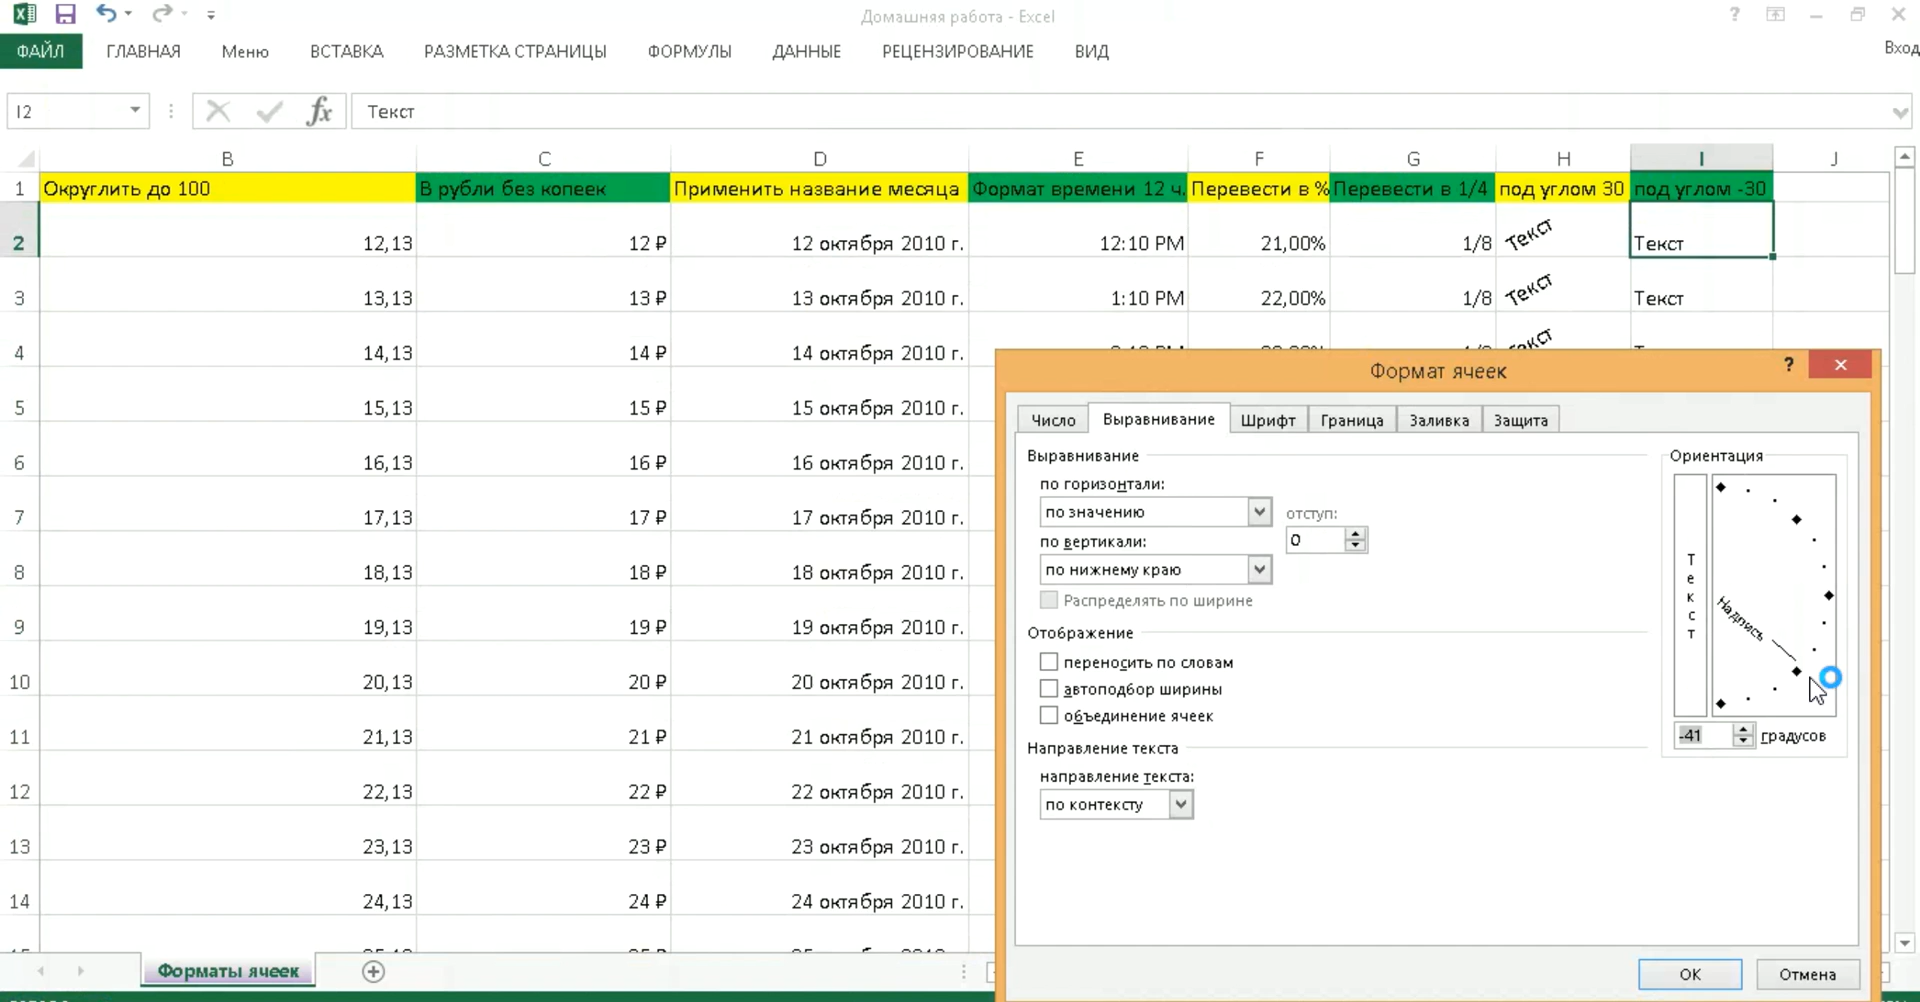 Домашняя работа - Excel
ФАЙЛ ГЛАВНАЯ Меню ВСТАВКА РАЗМЕТКА СТРАНИЦЫ ФОРМУЛЫ ДАННЫЕ РЕЦЕНЗИРОВАНИЕ ВИД Вход
I2 fx Текст
B C D E F G H I J
1 Округлить до 100 В рубли без копеек Применить название месяца Формат времени 12 ч. Перевести в % Перевести в 1/4 под углом 30 под углом -30
2 12,13 12 ₽ 12 октября 2010 г. 12:10 PM 21,00% 1/8 Текст Текст
3 13,13 13 ₽ 13 октября 2010 г. 1:10 PM 22,00% 1/8 Текст Текст
4 14,13 14 ₽ 14 октября 2010 г.
5 15,13 15 ₽ 15 октября 2010 г.
6 16,13 16 ₽ 16 октября 2010 г.
7 17,13 17 ₽ 17 октября 2010 г.
8 18,13 18 ₽ 18 октября 2010 г.
9 19,13 19 ₽ 19 октября 2010 г.
10 20,13 20 ₽ 20 октября 2010 г.
11 21,13 21 ₽ 21 октября 2010 г.
12 22,13 22 ₽ 22 октября 2010 г.
13 23,13 23 ₽ 23 октября 2010 г.
14 24,13 24 ₽ 24 октября 2010 г.
Форматы ячеек
Формат ячеек
Число Выравнивание Шрифт Граница Заливка Защита
Выравнивание
по горизонтали:
по значению
отступ:
0
по вертикали:
по нижнему краю
Распределять по ширине
Отображение
переносить по словам
автоподбор ширины
объединение ячеек
Направление текста
направление текста:
по контексту
Ориентация
Текст
Надпись
-41 градусов
ОК Отмена